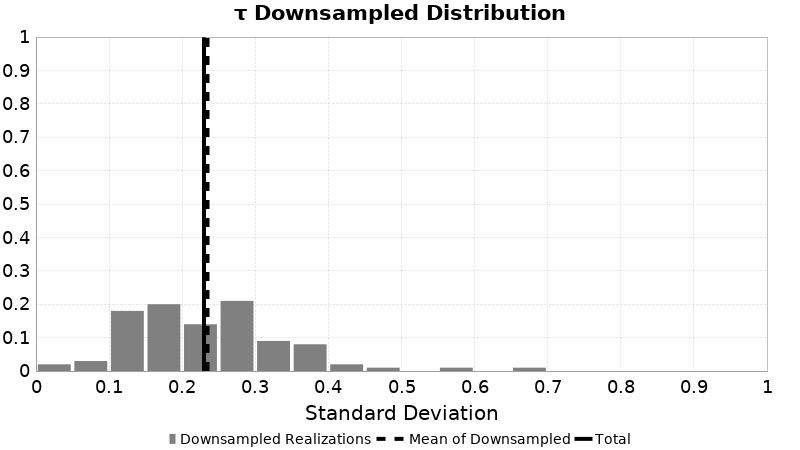 τ Downsampled Distribution
1
0.9
0.8
0.7
0.6
0.5
0.4
0.3
0.2
0.1
0
0 0.1 0.2 0.3 0.4 0.5 0.6 0.7 0.8 0.9 1
Standard Deviation
Downsampled Realizations Mean of Downsampled Total